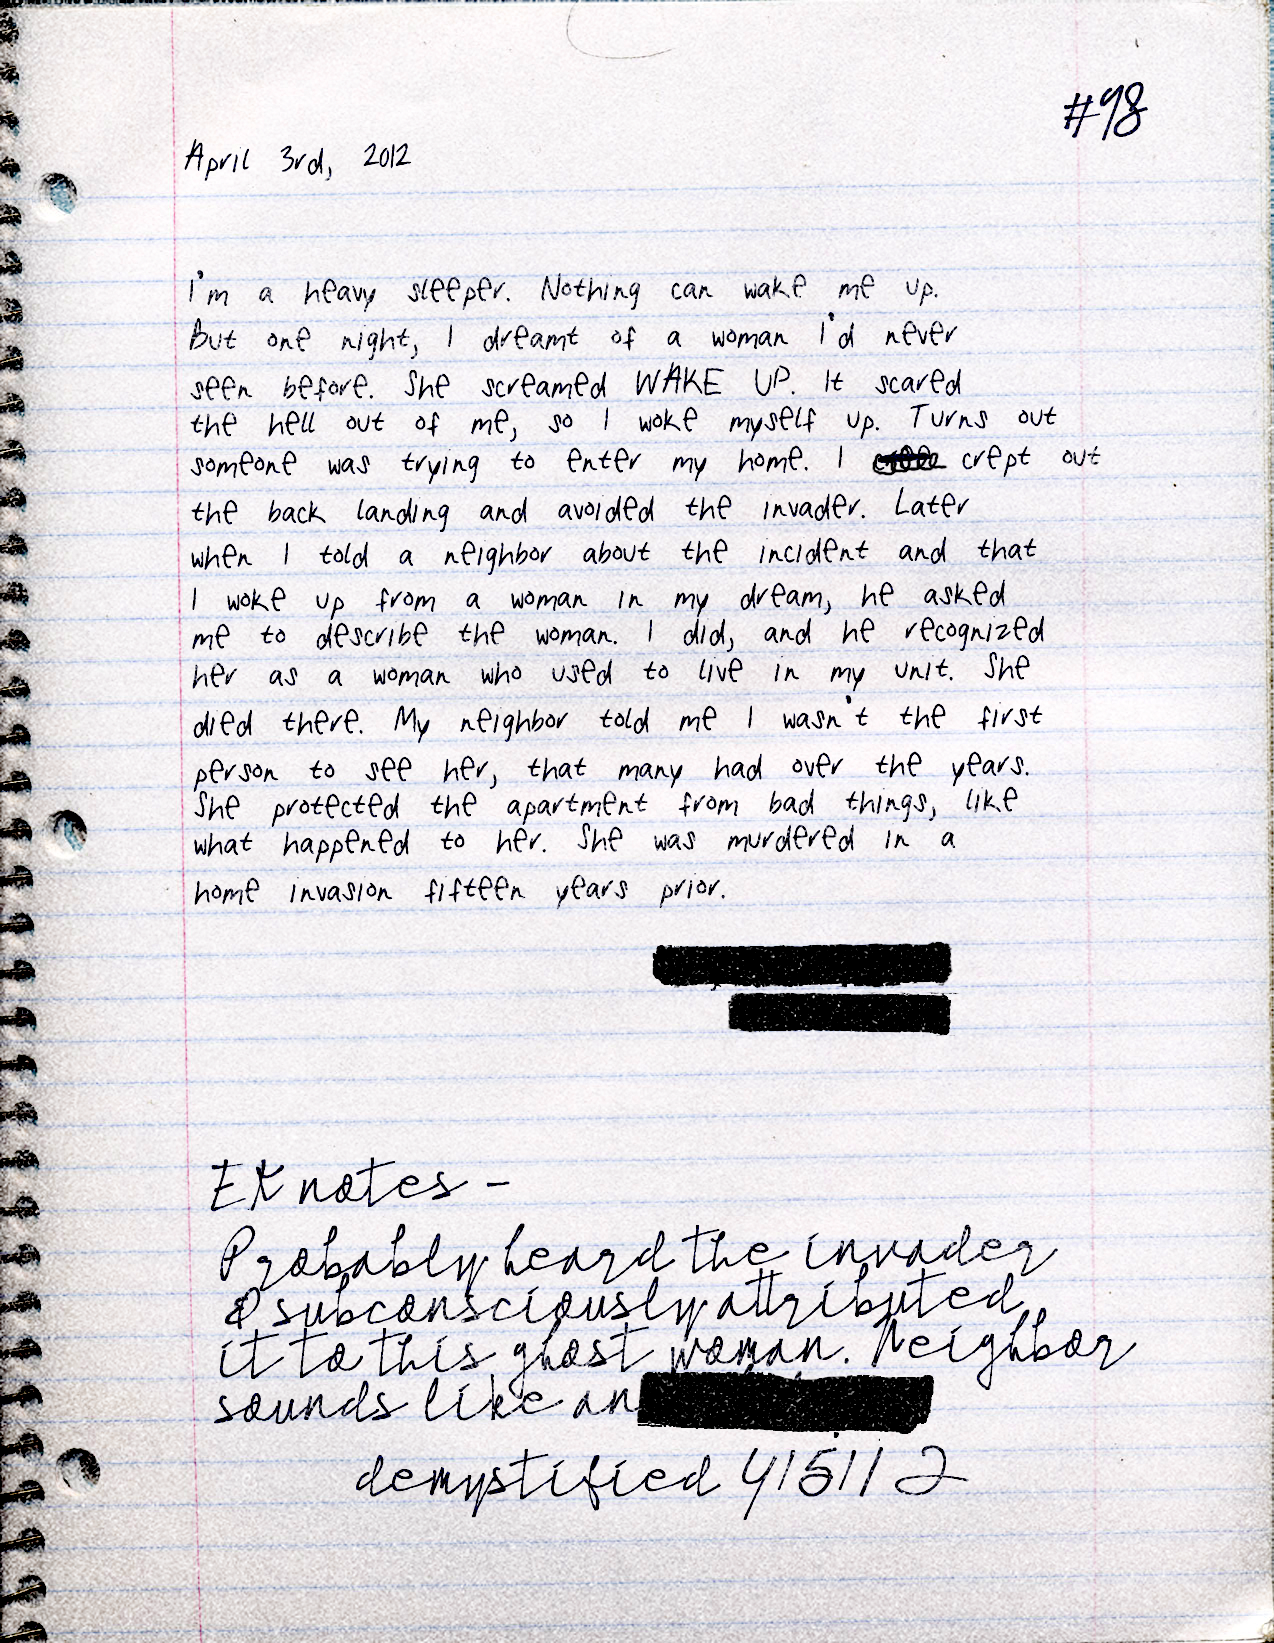 #98
April 3rd, 2012
I'm a heavy sleeper. Nothing can wake me up.
But one night, I dreamt of a woman I'd never
seen before. She screamed WAKE UP. It scared
the hell out of me, so I woke myself up. Turns out
someone was trying to enter my home. I crept out
the back landing and avoided the invader. Later
when I told a neighbor about the incident and that
I woke up from a woman in my dream, he asked
me to describe the woman. I did, and he recognized
her as a woman who used to live in my unit. She
died there. My neighbor told me I wasn't the first
person to see her, that many had over the years.
She protected the apartment from bad things, like
what happened to her. She was murdered in a
home invasion fifteen years prior.
EK notes -
Probably heard the invader
& subconsciously attributed
it to this ghost woman. Neighbor
sounds like an
demystified 4/5/12